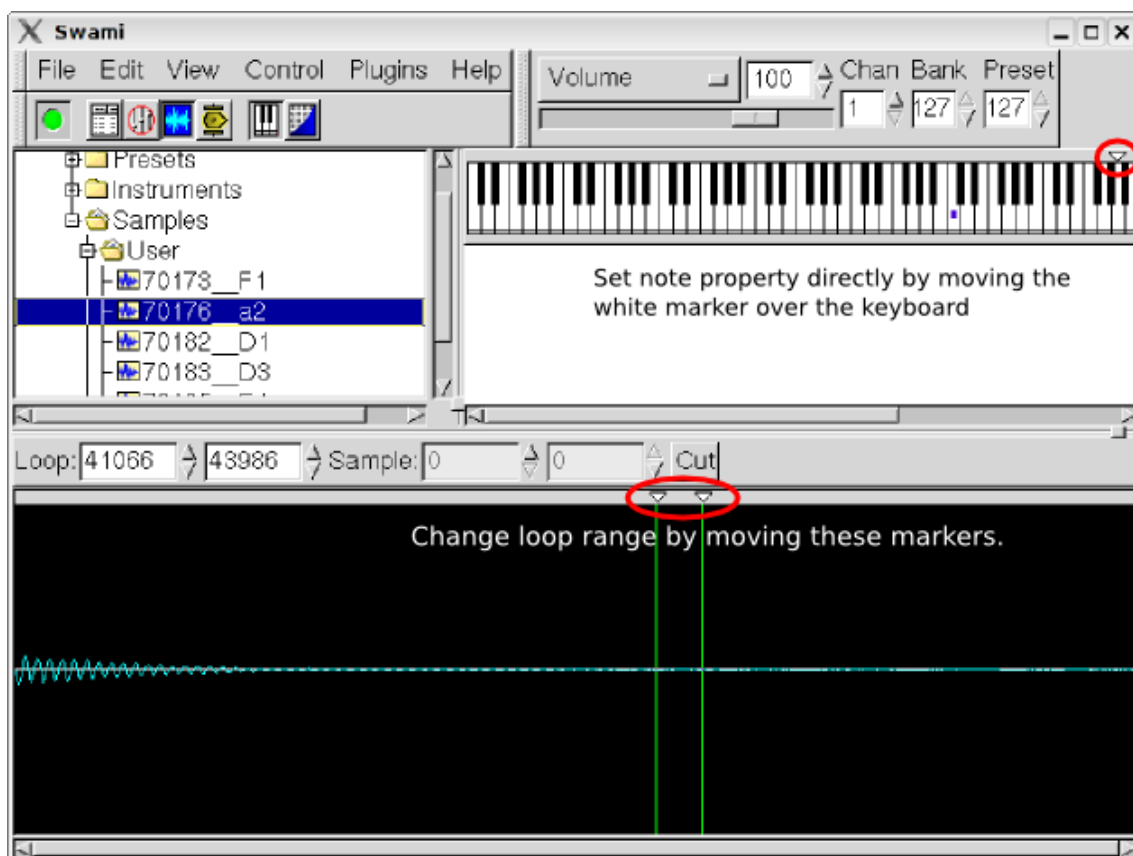 Swami
File Edit View Control Plugins Help
Volume 100 Chan Bank Preset
1 127 127
Presets
Instruments
Samples
User
70173__F1
70176__a2
70182__D1
70183__D3
Set note property directly by moving the
white marker over the keyboard
Loop: 41066 43986 Sample: 0 0 Cut
Change loop range by moving these markers.